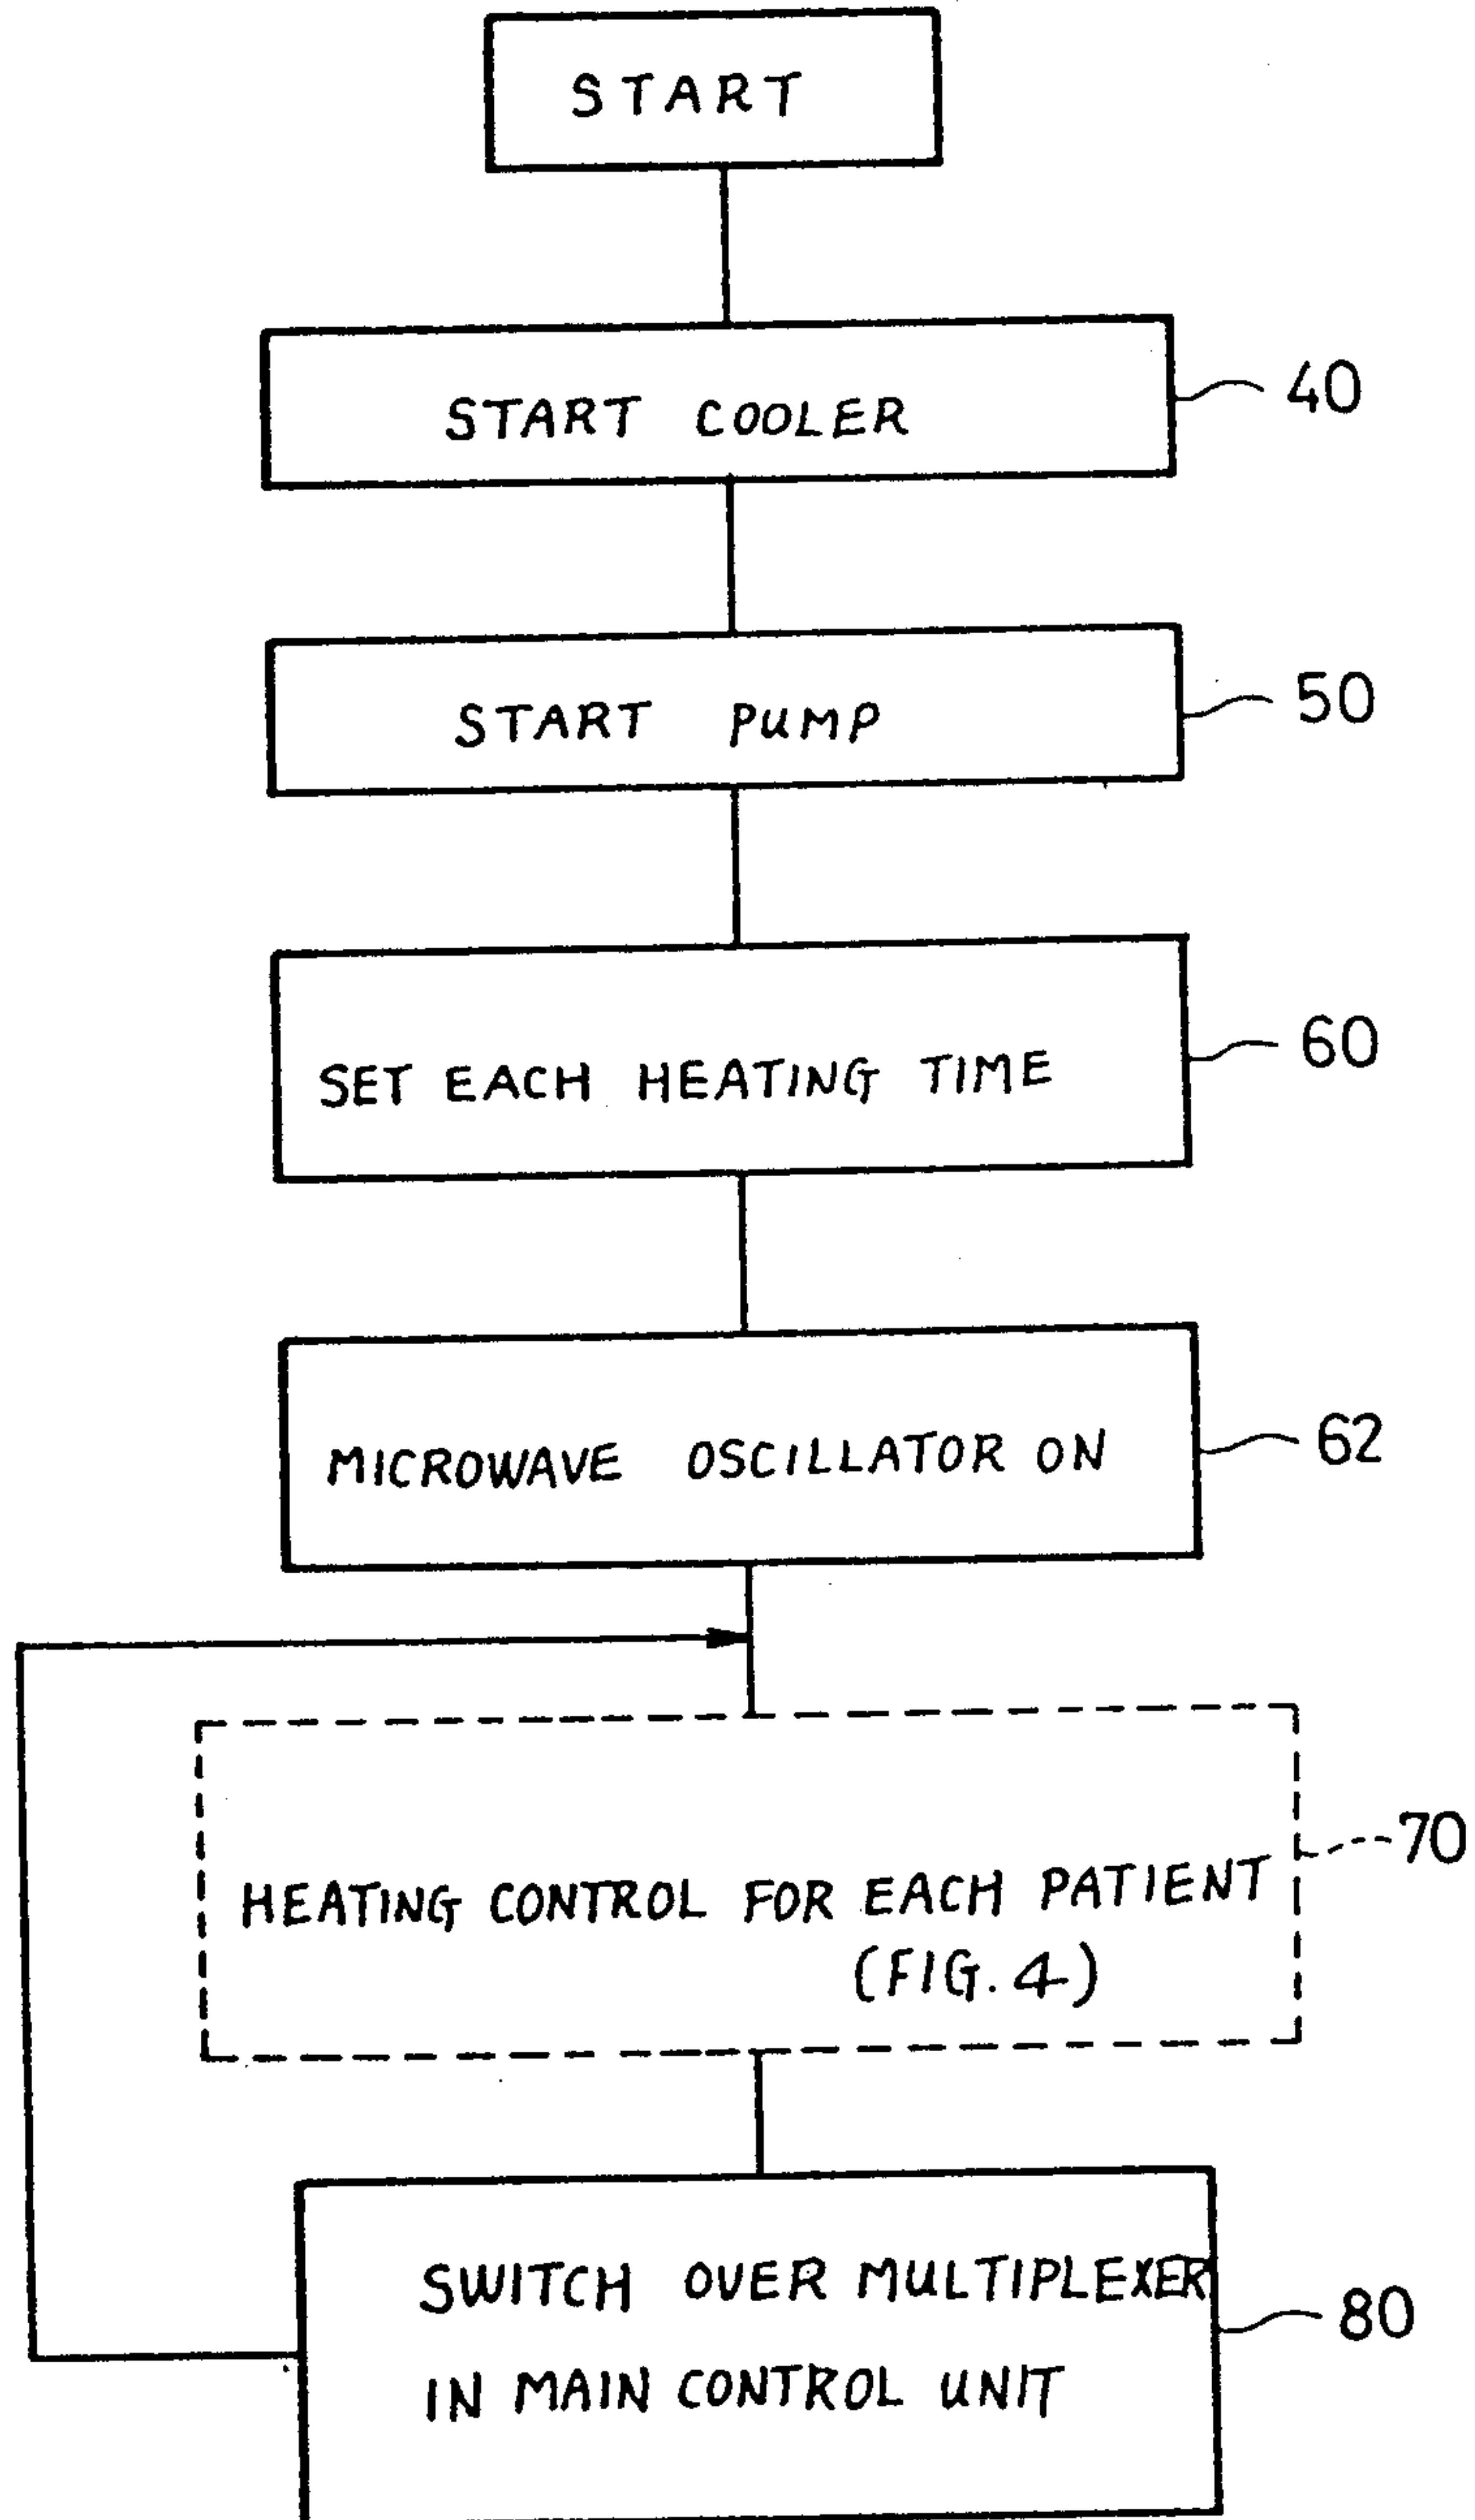 START
START COOLER
40
START PUMP
50
SET EACH HEATING TIME
60
MICROWAVE OSCILLATOR ON
62
HEATING CONTROL FOR EACH PATIENT
(FIG. 4)
70
SWITCH OVER MULTIPLEXER
IN MAIN CONTROL UNIT
80